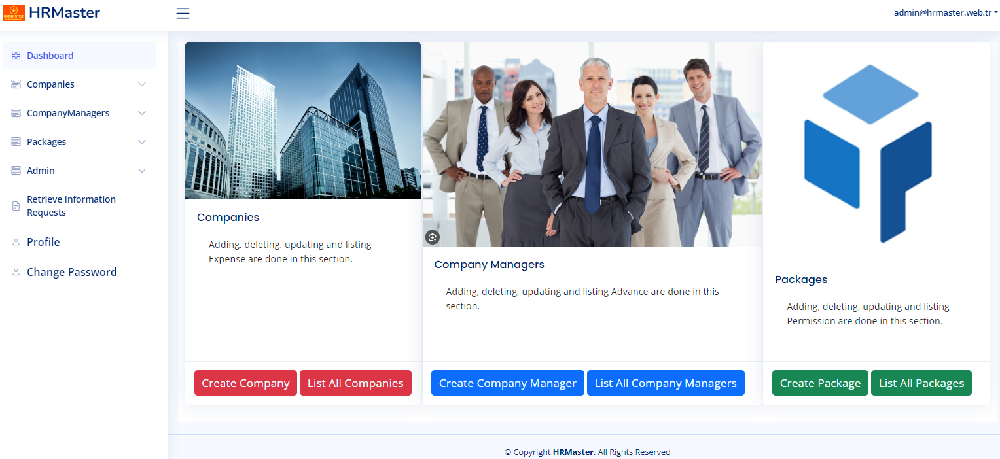 HRMaster
admin@hrmaster.web.tr
Dashboard
Companies
CompanyManagers
Packages
Admin
Retrieve Information
Requests
Profile
Change Password
Companies
Adding, deleting, updating and listing
Expense are done in this section.
Create Company
List All Companies
Company Managers
Adding, deleting, updating and listing Advance are done in this
section.
Create Company Manager
List All Company Managers
Packages
Adding, deleting, updating and listing
Permission are done in this section.
Create Package
List All Packages
© Copyright HRMaster. All Rights Reserved